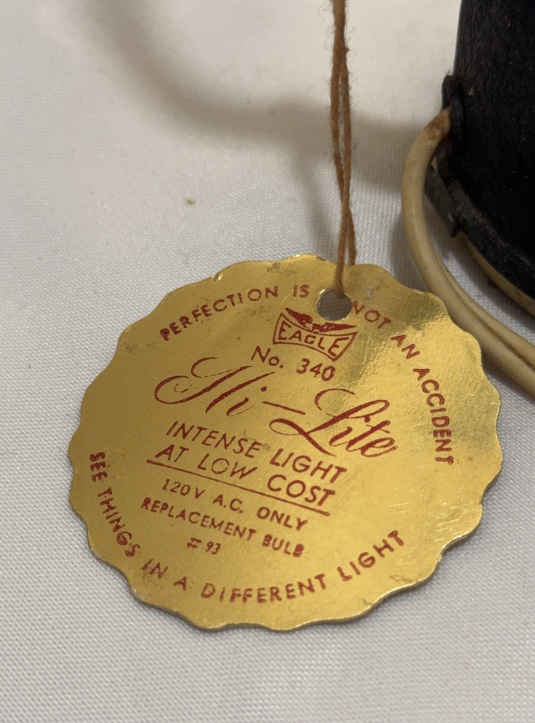 PERFECTION IS NOT AN ACCIDENT
EAGLE
No. 340
Hi-Lite
INTENSE LIGHT
AT LOW COST
120V A.C. ONLY
REPLACEMENT BULB
# 93
SEE THINGS IN A DIFFERENT LIGHT